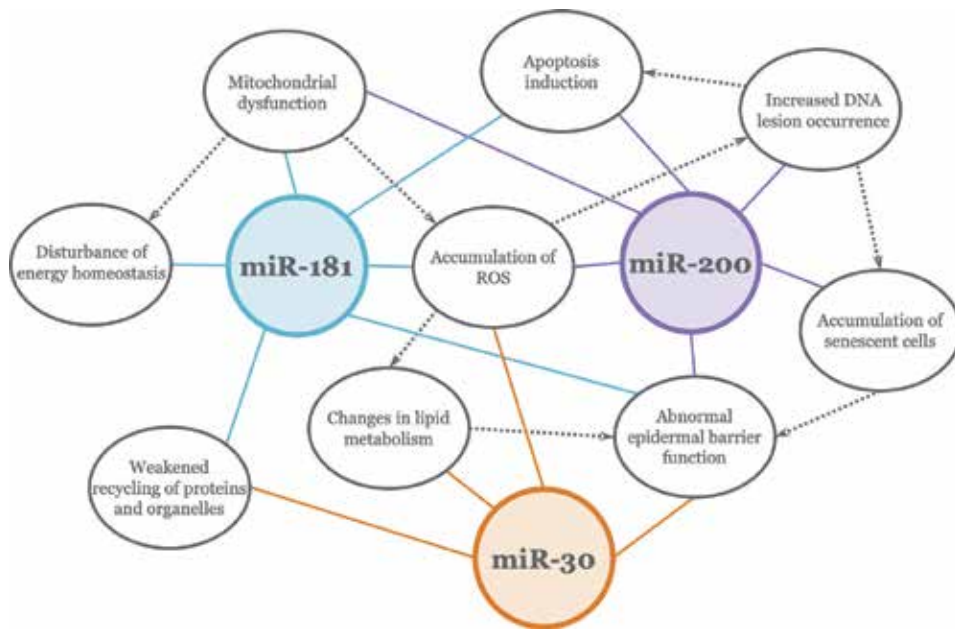 Mitochondrial
dysfunction
Apoptosis
induction
Increased DNA
lesion occurrence
Disturbance of
energy homeostasis
miR-181
Accumulation of
ROS
miR-200
Accumulation of
senescent cells
Changes in lipid
metabolism
Abnormal
epidermal barrier
function
Weakened
recycling of proteins
and organelles
miR-30